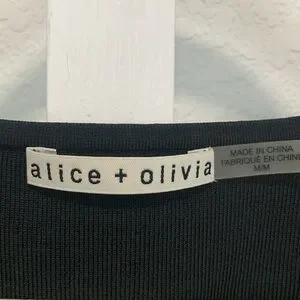 alice + olivia
MADE IN CHINA
FABRIQUÉ EN CHINE
M/M